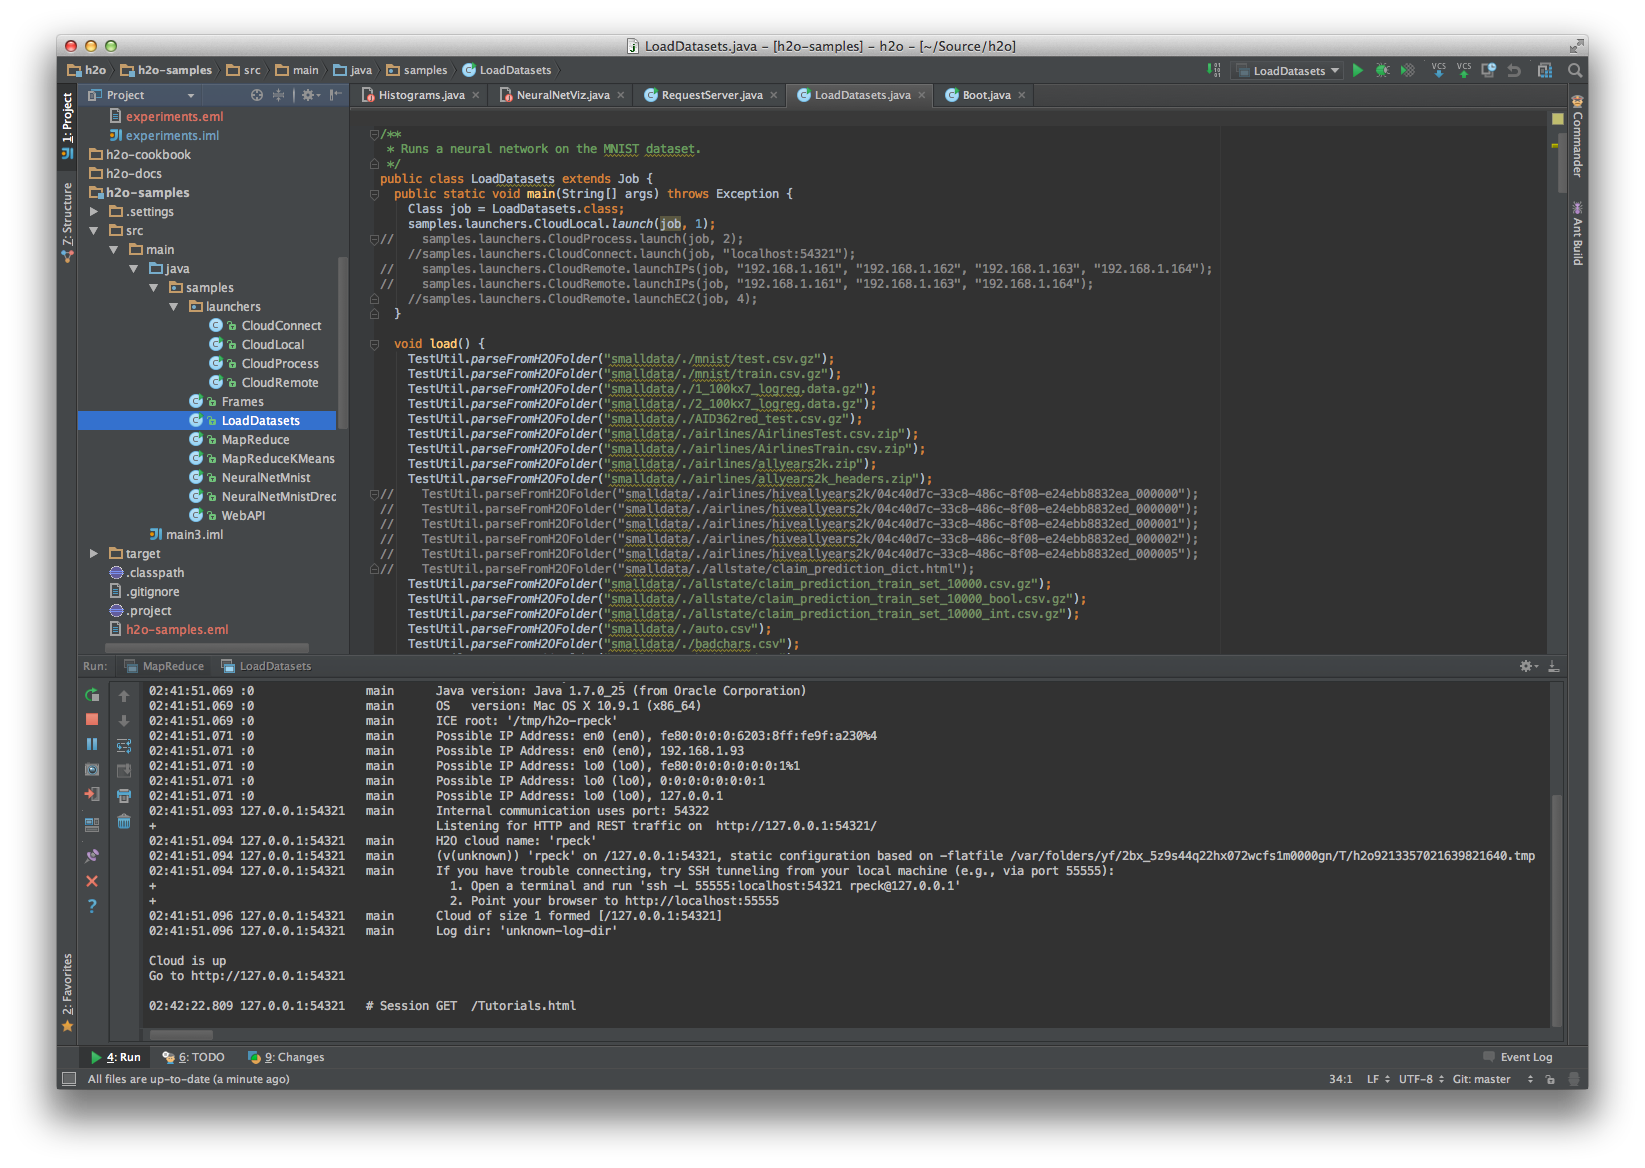 LoadDatasets.java - [h2o-samples] - h2o - [~/Source/h2o]
h2o h2o-samples src main java samples LoadDatasets
LoadDatasets VCS VCS
1: Project
Z: Structure
2: Favorites
Project
experiments.eml
experiments.iml
h2o-cookbook
h2o-docs
h2o-samples
.settings
src
main
java
samples
launchers
CloudConnect
CloudLocal
CloudProcess
CloudRemote
Frames
LoadDatasets
MapReduce
MapReduceKMeans
NeuralNetMnist
NeuralNetMnistDrec
WebAPI
main3.iml
target
.classpath
.gitignore
.project
h2o-samples.eml
Histograms.java NeuralNetViz.java RequestServer.java LoadDatasets.java Boot.java
/**
* Runs a neural network on the MNIST dataset.
*/
public class LoadDatasets extends Job {
public static void main(String[] args) throws Exception {
Class job = LoadDatasets.class;
samples.launchers.CloudLocal.launch(job, 1);
// samples.launchers.CloudProcess.launch(job, 2);
//samples.launchers.CloudConnect.launch(job, "localhost:54321");
// samples.launchers.CloudRemote.launchIPs(job, "192.168.1.161", "192.168.1.162", "192.168.1.163", "192.168.1.164");
// samples.launchers.CloudRemote.launchIPs(job, "192.168.1.161", "192.168.1.163", "192.168.1.164");
//samples.launchers.CloudRemote.launchEC2(job, 4);
}
void load() {
TestUtil.parseFromH2OFolder("smalldata/./mnist/test.csv.gz");
TestUtil.parseFromH2OFolder("smalldata/./mnist/train.csv.gz");
TestUtil.parseFromH2OFolder("smalldata/./1_100kx7_logreg.data.gz");
TestUtil.parseFromH2OFolder("smalldata/./2_100kx7_logreg.data.gz");
TestUtil.parseFromH2OFolder("smalldata/./AID362red_test.csv.gz");
TestUtil.parseFromH2OFolder("smalldata/./airlines/AirlinesTest.csv.zip");
TestUtil.parseFromH2OFolder("smalldata/./airlines/AirlinesTrain.csv.zip");
TestUtil.parseFromH2OFolder("smalldata/./airlines/allyears2k.zip");
TestUtil.parseFromH2OFolder("smalldata/./airlines/allyears2k_headers.zip");
// TestUtil.parseFromH2OFolder("smalldata/./airlines/hiveallyears2k/04c40d7c-33c8-486c-8f08-e24ebb8832ea_000000");
// TestUtil.parseFromH2OFolder("smalldata/./airlines/hiveallyears2k/04c40d7c-33c8-486c-8f08-e24ebb8832ed_000000");
// TestUtil.parseFromH2OFolder("smalldata/./airlines/hiveallyears2k/04c40d7c-33c8-486c-8f08-e24ebb8832ed_000001");
// TestUtil.parseFromH2OFolder("smalldata/./airlines/hiveallyears2k/04c40d7c-33c8-486c-8f08-e24ebb8832ed_000002");
// TestUtil.parseFromH2OFolder("smalldata/./airlines/hiveallyears2k/04c40d7c-33c8-486c-8f08-e24ebb8832ed_000005");
// TestUtil.parseFromH2OFolder("smalldata/./allstate/claim_prediction_dict.html");
TestUtil.parseFromH2OFolder("smalldata/./allstate/claim_prediction_train_set_10000.csv.gz");
TestUtil.parseFromH2OFolder("smalldata/./allstate/claim_prediction_train_set_10000_bool.csv.gz");
TestUtil.parseFromH2OFolder("smalldata/./allstate/claim_prediction_train_set_10000_int.csv.gz");
TestUtil.parseFromH2OFolder("smalldata/./auto.csv");
TestUtil.parseFromH2OFolder("smalldata/./badchars.csv");
Commander
Ant Build
Run: MapReduce LoadDatasets
02:41:51.069 :0 main Java version: Java 1.7.0_25 (from Oracle Corporation)
02:41:51.069 :0 main OS version: Mac OS X 10.9.1 (x86_64)
02:41:51.069 :0 main ICE root: '/tmp/h2o-rpeck'
02:41:51.071 :0 main Possible IP Address: en0 (en0), fe80:0:0:0:6203:8ff:fe9f:a230%4
02:41:51.071 :0 main Possible IP Address: en0 (en0), 192.168.1.93
02:41:51.071 :0 main Possible IP Address: lo0 (lo0), fe80:0:0:0:0:0:0:1%1
02:41:51.071 :0 main Possible IP Address: lo0 (lo0), 0:0:0:0:0:0:0:1
02:41:51.071 :0 main Possible IP Address: lo0 (lo0), 127.0.0.1
02:41:51.093 127.0.0.1:54321 main Internal communication uses port: 54322
+ Listening for HTTP and REST traffic on http://127.0.0.1:54321/
02:41:51.094 127.0.0.1:54321 main H2O cloud name: 'rpeck'
02:41:51.094 127.0.0.1:54321 main (v(unknown)) 'rpeck' on /127.0.0.1:54321, static configuration based on -flatfile /var/folders/yf/2bx_5z9s44q22hx072wcfs1m0000gn/T/h2o9213357021639821640.tmp
02:41:51.094 127.0.0.1:54321 main If you have trouble connecting, try SSH tunneling from your local machine (e.g., via port 55555):
+ 1. Open a terminal and run 'ssh -L 55555:localhost:54321 rpeck@127.0.0.1'
+ 2. Point your browser to http://localhost:55555
02:41:51.096 127.0.0.1:54321 main Cloud of size 1 formed [/127.0.0.1:54321]
02:41:51.096 127.0.0.1:54321 main Log dir: 'unknown-log-dir'
Cloud is up
Go to http://127.0.0.1:54321
02:42:22.809 127.0.0.1:54321 # Session GET /Tutorials.html
4: Run 6: TODO 9: Changes Event Log
All files are up-to-date (a minute ago) 34:1 LF UTF-8 Git: master